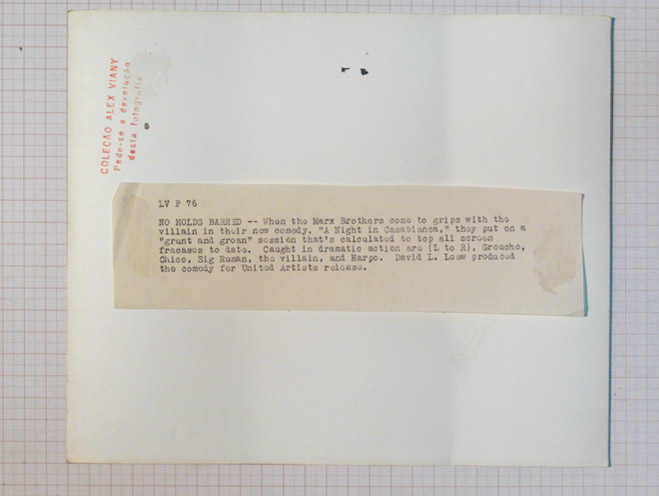 COLEÇÃO ALEX VIANY
Pede-se a devolução
desta fotografia
LV P 76
NO HOLDS BARRED -- When the Marx Brothers come to grips with the
villain in their new comedy, "A Night in Casablanca," they put on a
"grunt and groan" session that's calculated to top all screen
fracases to date. Caught in dramatic action are (L to R), Groucho,
Chico, Sig Ruman, the villain, and Harpo. David L. Loew produced
the comedy for United Artists release.